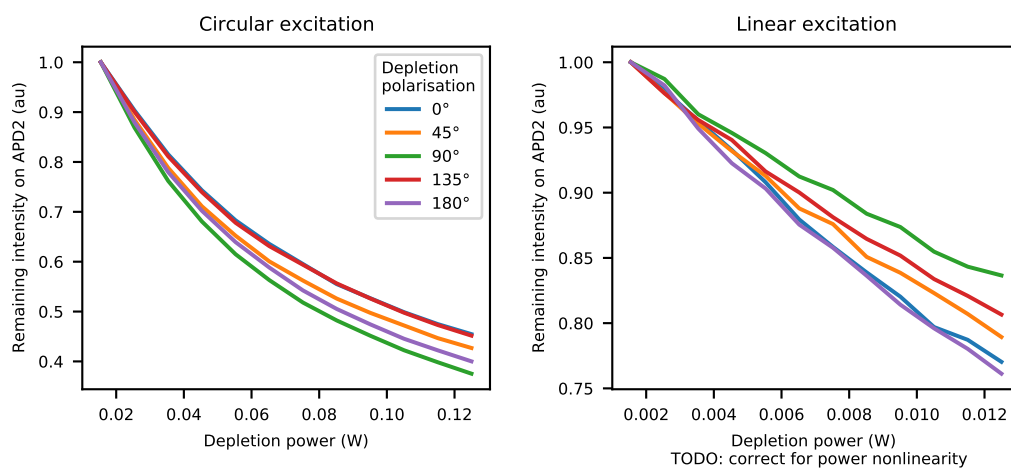 Circular excitation
Remaining intensity on APD2 (au)
1.0
0.9
0.8
0.7
0.6
0.5
0.4
Depletion
polarisation
0°
45°
90°
135°
180°
0.02 0.04 0.06 0.08 0.10 0.12
Depletion power (W)
Linear excitation
Remaining intensity on APD2 (au)
1.00
0.95
0.90
0.85
0.80
0.75
0.002 0.004 0.006 0.008 0.010 0.012
Depletion power (W)
TODO: correct for power nonlinearity